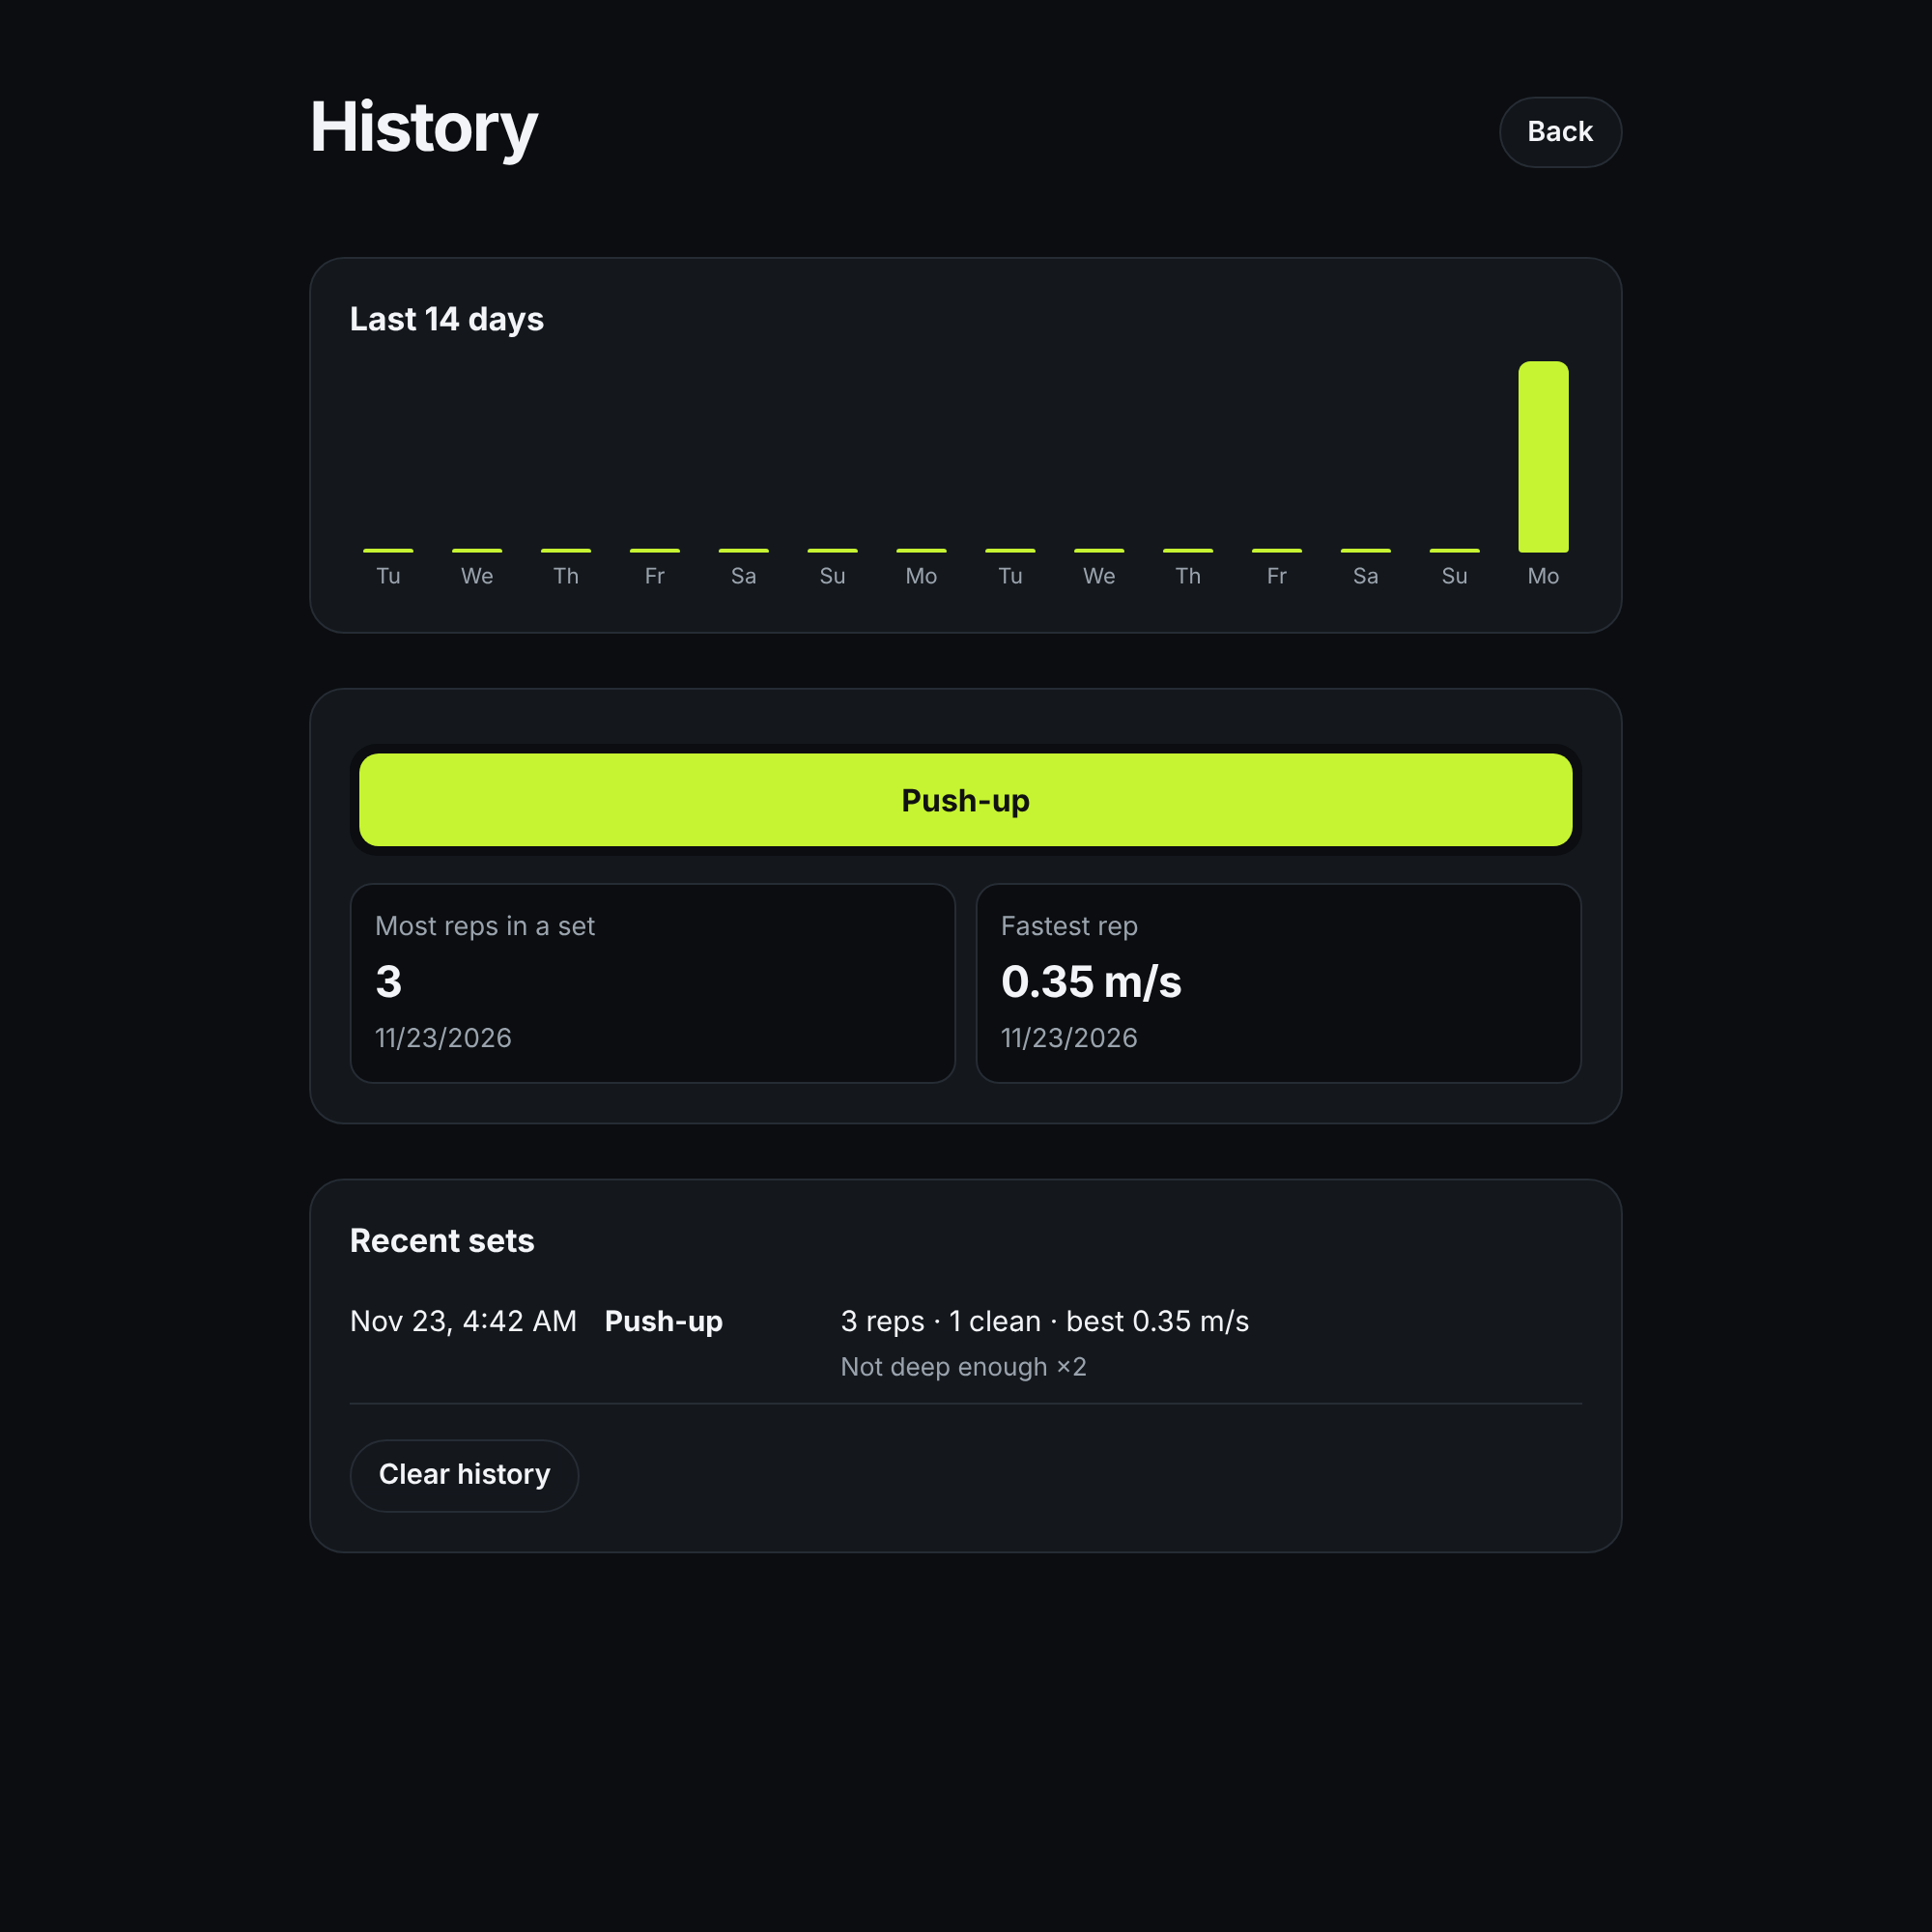 History
Back
Last 14 days
Tu We Th Fr Sa Su Mo Tu We Th Fr Sa Su Mo
Push-up
Most reps in a set
3
11/23/2026
Fastest rep
0.35 m/s
11/23/2026
Recent sets
Nov 23, 4:42 AM Push-up 3 reps · 1 clean · best 0.35 m/s
Not deep enough ×2
Clear history